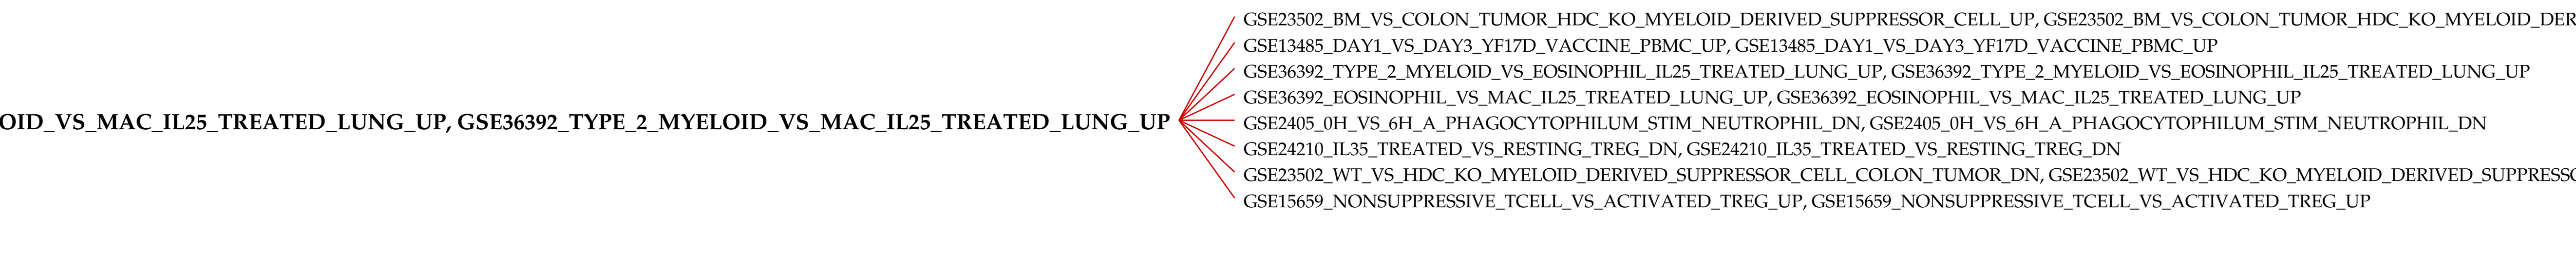 GSE23502_BM_VS_COLON_TUMOR_HDC_KO_MYELOID_DERIVED_SUPPRESSOR_CELL_UP, GSE23502_BM_VS_COLON_TUMOR_HDC_KO_MYELOID_DER
GSE13485_DAY1_VS_DAY3_YF17D_VACCINE_PBMC_UP, GSE13485_DAY1_VS_DAY3_YF17D_VACCINE_PBMC_UP
GSE36392_TYPE_2_MYELOID_VS_EOSINOPHIL_IL25_TREATED_LUNG_UP, GSE36392_TYPE_2_MYELOID_VS_EOSINOPHIL_IL25_TREATED_LUNG_UP
GSE36392_EOSINOPHIL_VS_MAC_IL25_TREATED_LUNG_UP, GSE36392_EOSINOPHIL_VS_MAC_IL25_TREATED_LUNG_UP
OID_VS_MAC_IL25_TREATED_LUNG_UP, GSE36392_TYPE_2_MYELOID_VS_MAC_IL25_TREATED_LUNG_UP
GSE2405_0H_VS_6H_A_PHAGOCYTOPHILUM_STIM_NEUTROPHIL_DN, GSE2405_0H_VS_6H_A_PHAGOCYTOPHILUM_STIM_NEUTROPHIL_DN
GSE24210_IL35_TREATED_VS_RESTING_TREG_DN, GSE24210_IL35_TREATED_VS_RESTING_TREG_DN
GSE23502_WT_VS_HDC_KO_MYELOID_DERIVED_SUPPRESSOR_CELL_COLON_TUMOR_DN, GSE23502_WT_VS_HDC_KO_MYELOID_DERIVED_SUPPRESSO
GSE15659_NONSUPPRESSIVE_TCELL_VS_ACTIVATED_TREG_UP, GSE15659_NONSUPPRESSIVE_TCELL_VS_ACTIVATED_TREG_UP